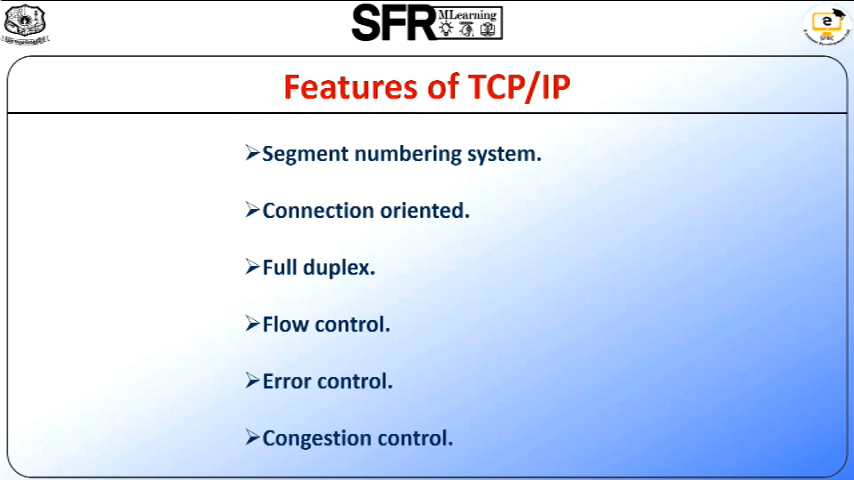 SFR MLearning
Features of TCP/IP
➢Segment numbering system.
➢Connection oriented.
➢Full duplex.
➢Flow control.
➢Error control.
➢Congestion control.